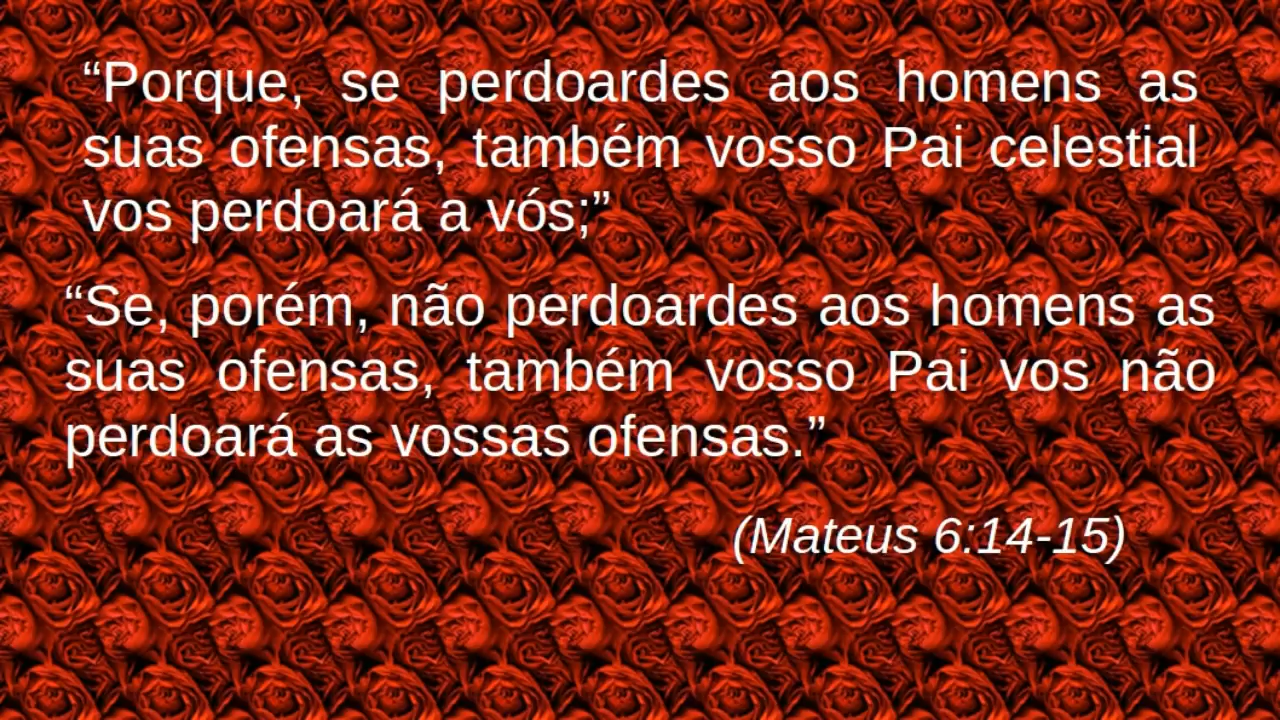 “Porque, se perdoardes aos homens as
suas ofensas, também vosso Pai celestial
vos perdoará a vós;”
“Se, porém, não perdoardes aos homens as
suas ofensas, também vosso Pai vos não
perdoará as vossas ofensas.”
(Mateus 6:14-15)